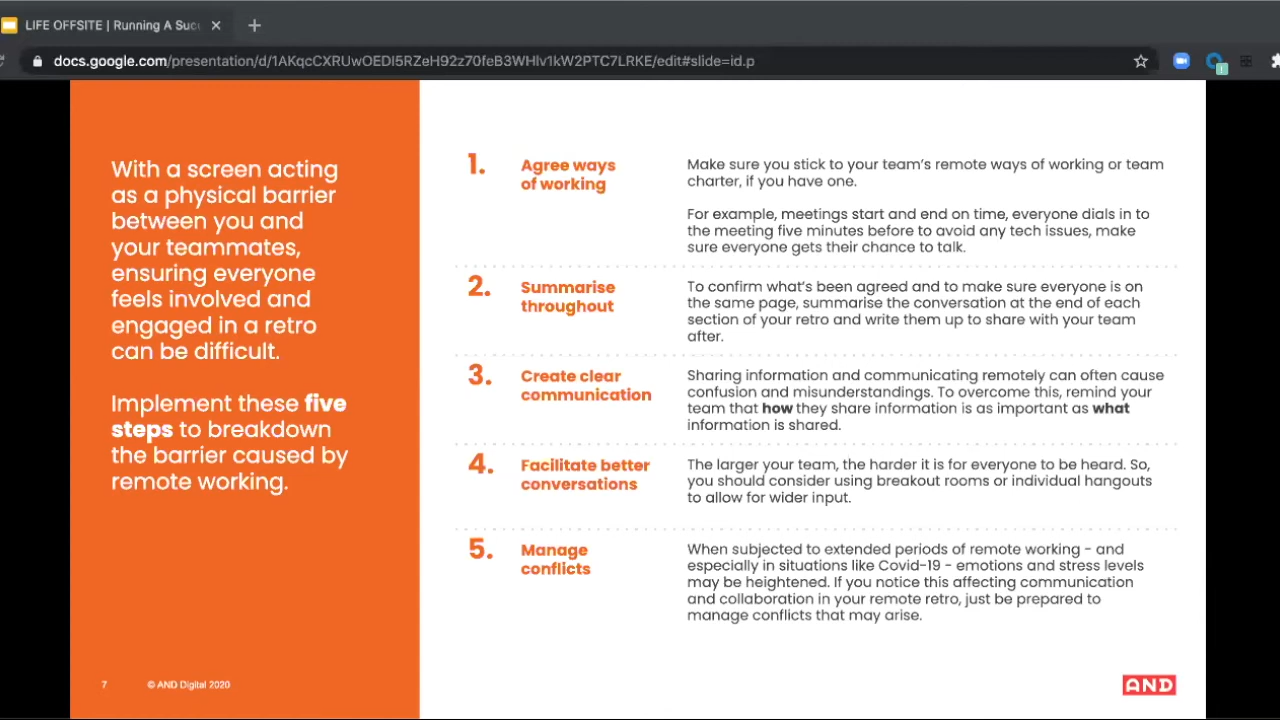 LIFE OFFSITE | Running A Suc
docs.google.com/presentation/d/1AKqcCXRUwOEDI5RZeH92z70feB3WHlv1kW2PTC7LRKE/edit#slide=id.p
With a screen acting
as a physical barrier
between you and
your teammates,
ensuring everyone
feels involved and
engaged in a retro
can be difficult.
Implement these five
steps to breakdown
the barrier caused by
remote working.
1.
Agree ways
of working
Make sure you stick to your team's remote ways of working or team
charter, if you have one.
For example, meetings start and end on time, everyone dials in to
the meeting five minutes before to avoid any tech issues, make
sure everyone gets their chance to talk.
2.
Summarise
throughout
To confirm what's been agreed and to make sure everyone is on
the same page, summarise the conversation at the end of each
section of your retro and write them up to share with your team
after.
3.
Create clear
communication
Sharing information and communicating remotely can often cause
confusion and misunderstandings. To overcome this, remind your
team that how they share information is as important as what
information is shared.
4.
Facilitate better
conversations
The larger your team, the harder it is for everyone to be heard. So,
you should consider using breakout rooms or individual hangouts
to allow for wider input.
5.
Manage
conflicts
When subjected to extended periods of remote working - and
especially in situations like Covid-19 - emotions and stress levels
may be heightened. If you notice this affecting communication
and collaboration in your remote retro, just be prepared to
manage conflicts that may arise.
7
© AND Digital 2020
AND